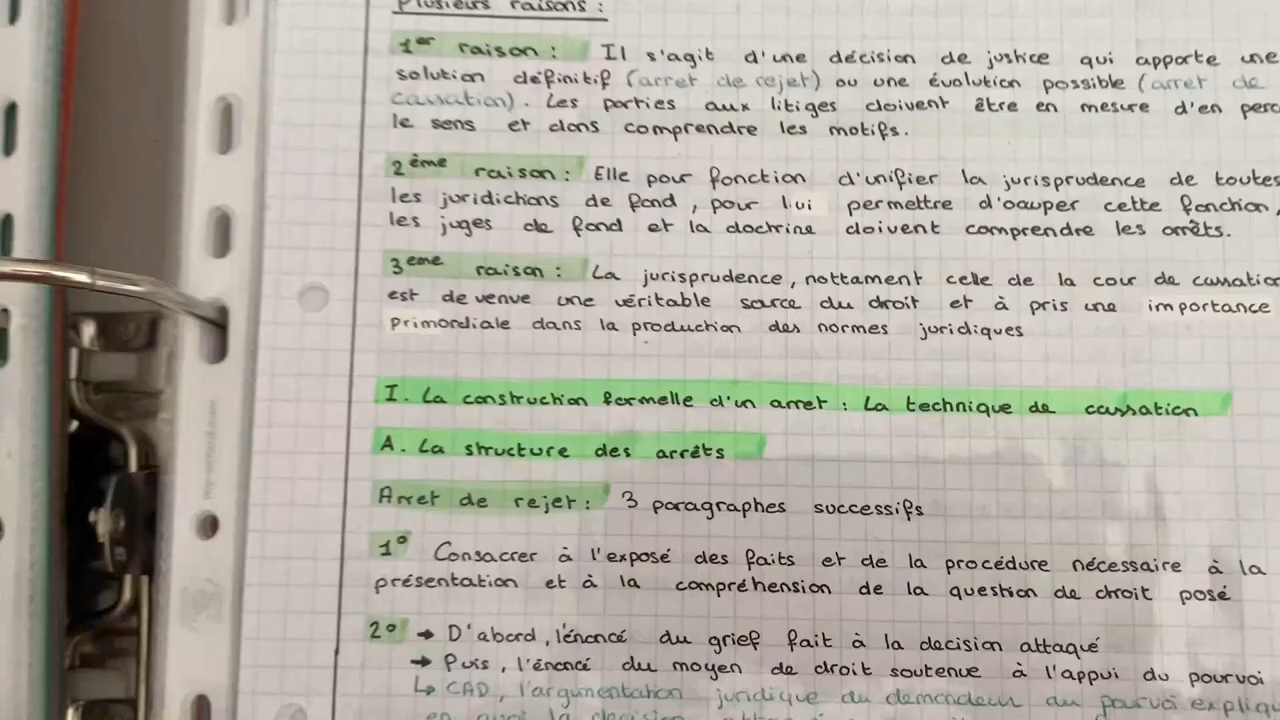 Plusieurs raisons :
1er raison : Il s'agit d'une décision de justice qui apporte une
solution définitif (arret de rejet) ou une évolution possible (arret de
cassation). Les parties aux litiges doivent être en mesure d'en perc
le sens et dans comprendre les motifs.
2ème raison : Elle pour fonction d'unifier la jurisprudence de toutes
les juridictions de fond, pour lui permettre d'occuper cette fonction,
les juges de fond et la doctrine doivent comprendre les arrêts.
3eme raison : La jurisprudence, nottament celle de la cour de cassation
est devenue une véritable source du droit et à pris une importance
primordiale dans la production des normes juridiques
I. La construction formelle d'un arret : La technique de cassation
A. La structure des arrêts
Arret de rejet : 3 paragraphes successifs
1° Consacrer à l'exposé des faits et de la procédure nécessaire à la
présentation et à la compréhension de la question de droit posé
2° → D'abord, l'énoncé du grief fait à la decision attaqué
→ Puis, l'énoncé du moyen de droit soutenue à l'appui du pourvoi
↳ CAD, l'argumentation juridique du demandeur au pourvoi expliqu
en quoi la decision